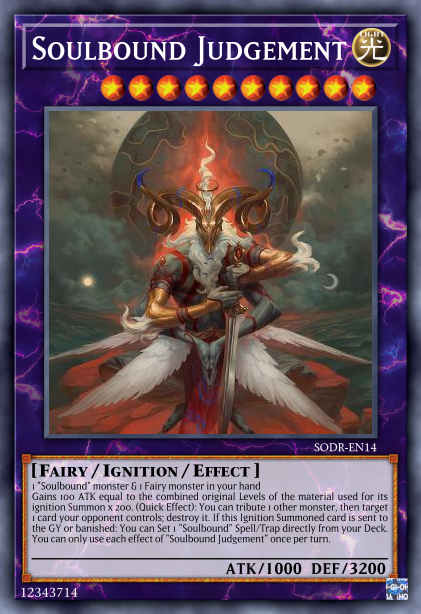 SOULBOUND JUDGEMENT
LIGHT
光
SODR-EN14
[FAIRY / IGNITION / EFFECT ]
1 "Soulbound" monster & 1 Fairy monster in your hand
Gains 100 ATK equal to the combined original Levels of the material used for its
ignition Summon x 200. (Quick Effect): You can tribute 1 other monster, then target
1 card your opponent controls; destroy it. If this Ignition Summoned card is sent to
the GY or banished: You can Set 1 "Soulbound" Spell/Trap directly from your Deck.
You can only use each effect of "Soulbound Judgement" once per turn.
ATK/1000 DEF/3200
12343714